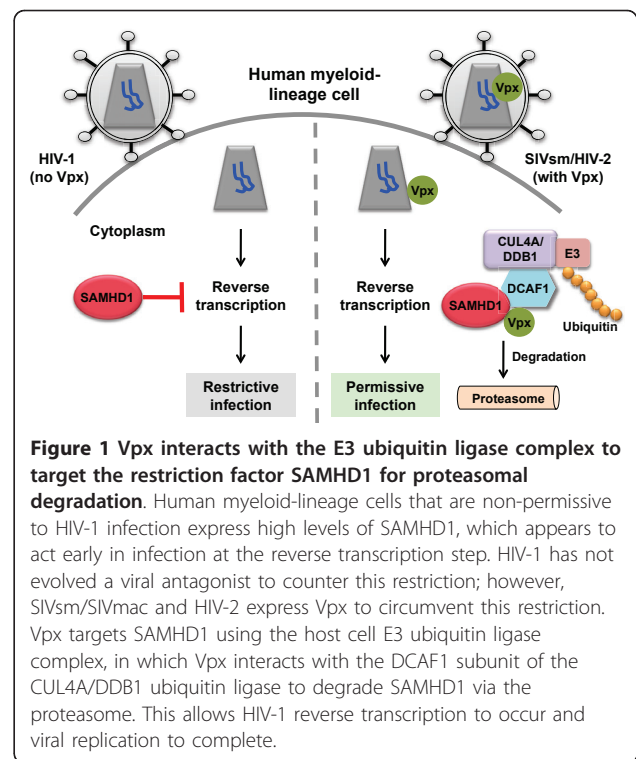 Human myeloid-
lineage cell
Vpx
HIV-1
(no Vpx)
SIVsm/HIV-2
(with Vpx)
Vpx
Cytoplasm
CUL4A/
DDB1
E3
DCAF1
SAMHD1
Reverse
transcription
Reverse
transcription
SAMHD1
Vpx
Ubiquitin
Degradation
Restrictive
infection
Permissive
infection
Proteasome
Figure 1 Vpx interacts with the E3 ubiquitin ligase complex to
target the restriction factor SAMHD1 for proteasomal
degradation. Human myeloid-lineage cells that are non-permissive
to HIV-1 infection express high levels of SAMHD1, which appears to
act early in infection at the reverse transcription step. HIV-1 has not
evolved a viral antagonist to counter this restriction; however,
SIVsm/SIVmac and HIV-2 express Vpx to circumvent this restriction.
Vpx targets SAMHD1 using the host cell E3 ubiquitin ligase
complex, in which Vpx interacts with the DCAF1 subunit of the
CUL4A/DDB1 ubiquitin ligase to degrade SAMHD1 via the
proteasome. This allows HIV-1 reverse transcription to occur and
viral replication to complete.